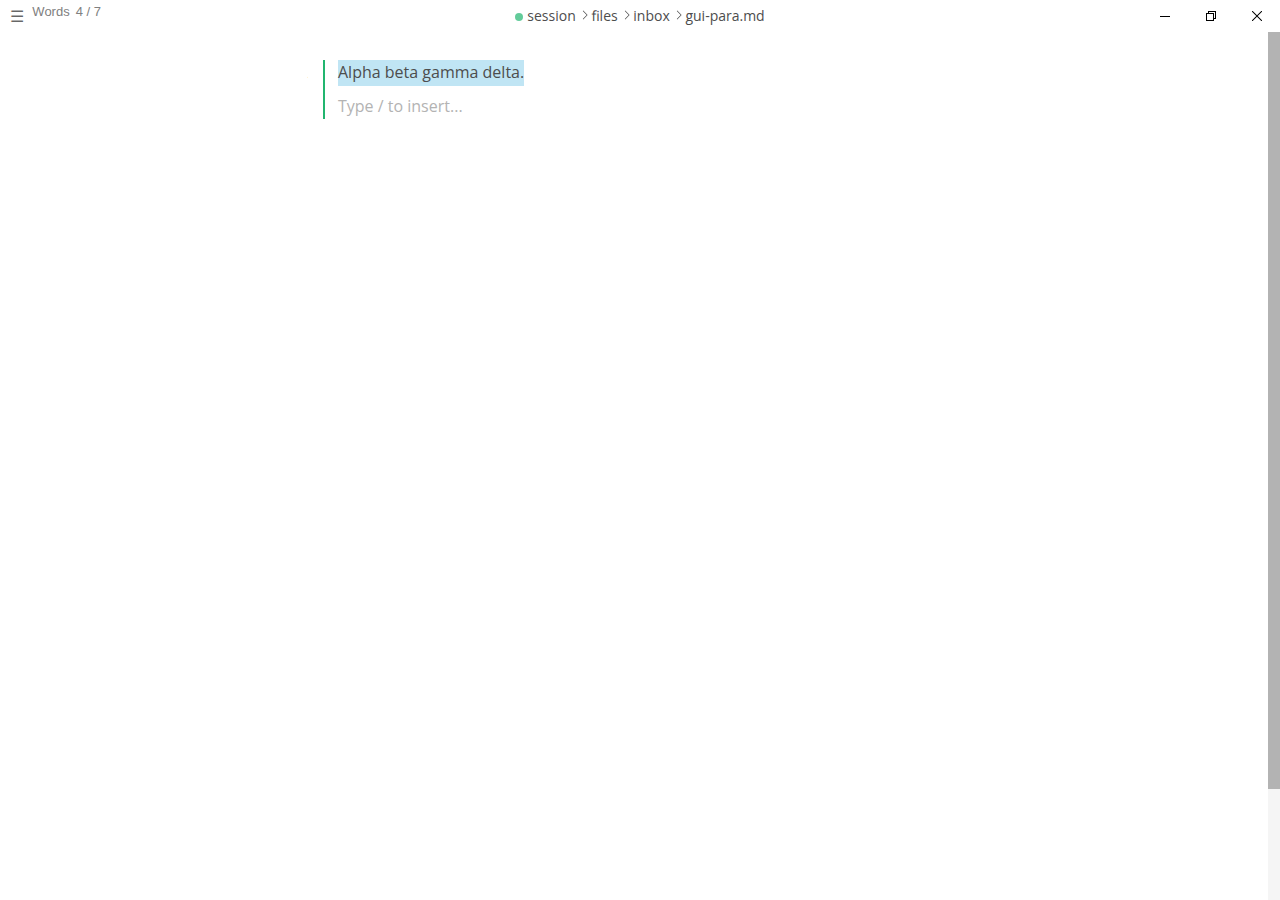 ☰ Words 4 / 7
session > files > inbox > gui-para.md
Alpha beta gamma delta.
Type / to insert...